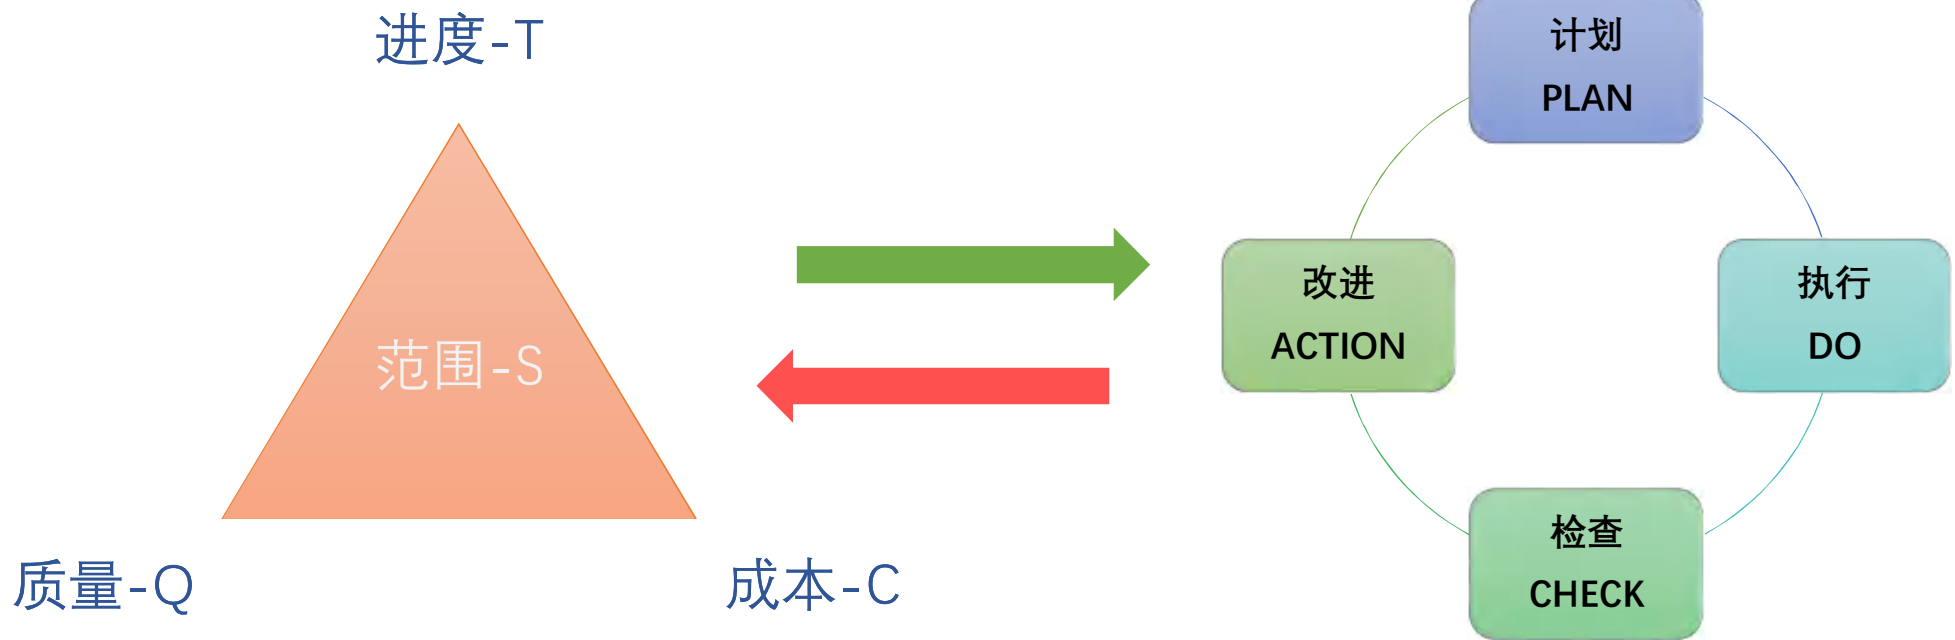 进度-T
范围-S
质量-Q
成本-C
计划
PLAN
执行
DO
检查
CHECK
改进
ACTION